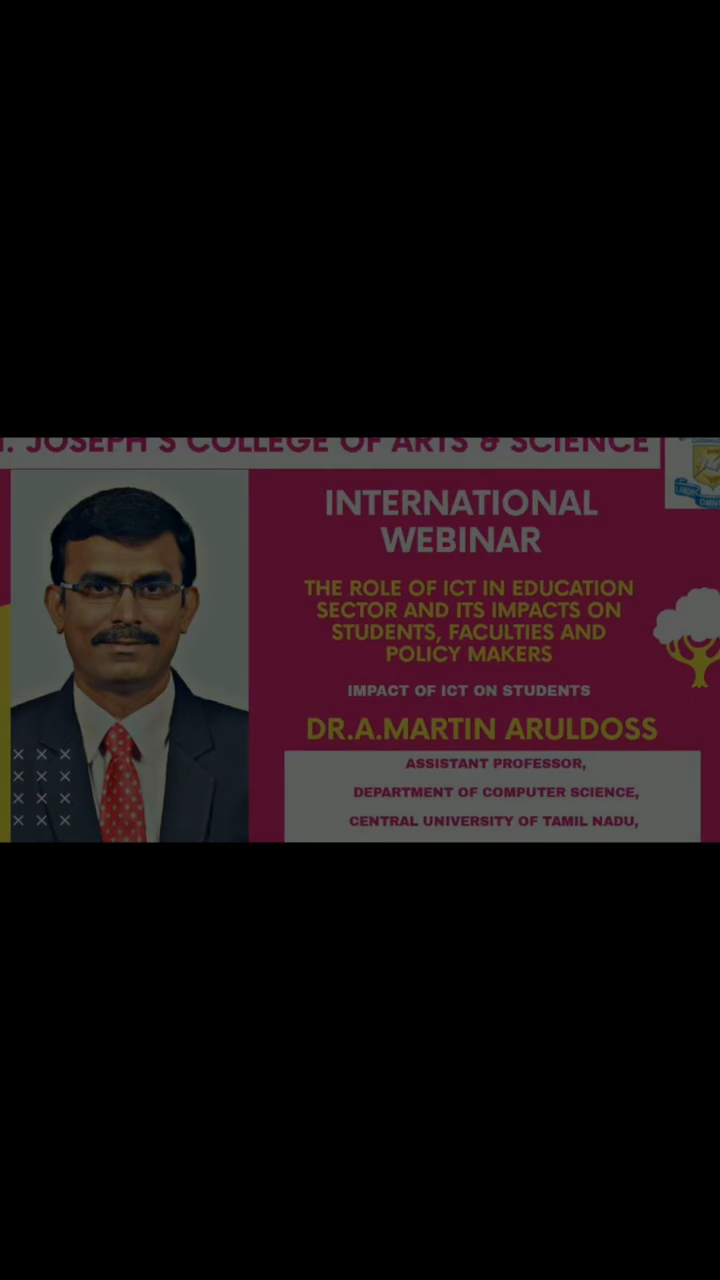 . JOSEPH'S COLLEGE OF ARTS & SCIENCE
INTERNATIONAL
WEBINAR
THE ROLE OF ICT IN EDUCATION
SECTOR AND ITS IMPACTS ON
STUDENTS, FACULTIES AND
POLICY MAKERS
IMPACT OF ICT ON STUDENTS
DR.A.MARTIN ARULDOSS
ASSISTANT PROFESSOR,
DEPARTMENT OF COMPUTER SCIENCE,
CENTRAL UNIVERSITY OF TAMIL NADU,